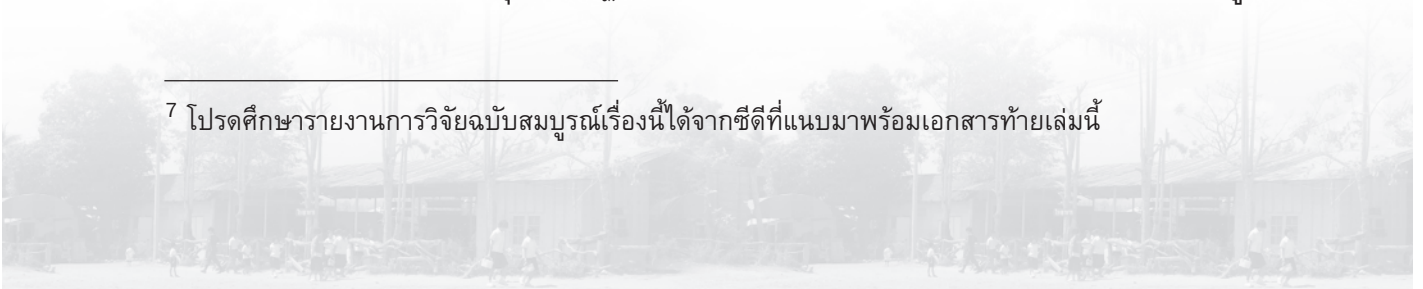 ⁷ โปรดศึกษารายงานการวิจัยฉบับสมบูรณ์เรื่องนี้ได้จากซีดีที่แนบมาพร้อมเอกสารท้ายเล่มนี้